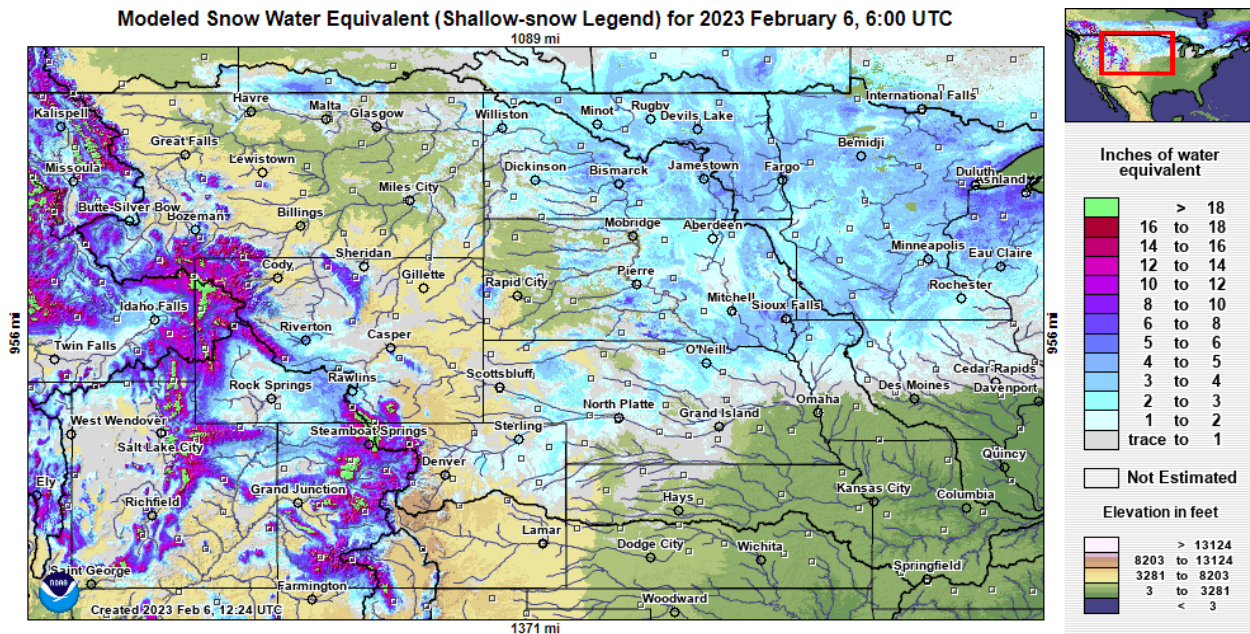 Modeled Snow Water Equivalent (Shallow-snow Legend) for 2023 February 6, 6:00 UTC
1089 mi
956 mi
Kalispell
Havre
Malta
Glasgow
Williston
Minot
Rugby
Devils Lake
International Falls
Great Falls
Lewistown
Missoula
Dickinson
Bismarck
Jamestown
Fargo
Bemidji
Duluth
Ashland
Miles City
Butte-Silver Bow
Bozeman
Billings
Mobridge
Aberdeen
Minneapolis
Eau Claire
Cody
Sheridan
Gillette
Rapid City
Pierre
Mitchell
Sioux Falls
Rochester
Idaho Falls
Riverton
Casper
Twin Falls
O'Neill
Cedar Rapids
Rock Springs
Rawlins
Scottsbluff
Des Moines
Davenport
North Platte
Grand Island
Omaha
West Wendover
Salt Lake City
Steamboat Springs
Sterling
Denver
Quincy
Ely
Richfield
Grand Junction
Hays
Kansas City
Columbia
Lamar
Dodge City
Wichita
Springfield
Saint George
Farmington
Woodward
NOAA
Created 2023 Feb 6, 12:24 UTC
1371 mi
956 mi
Inches of water
equivalent
> 18
16 to 18
14 to 16
12 to 14
10 to 12
8 to 10
6 to 8
5 to 6
4 to 5
3 to 4
2 to 3
1 to 2
trace to 1
Not Estimated
Elevation in feet
> 13124
8203 to 13124
3281 to 8203
3 to 3281
< 3